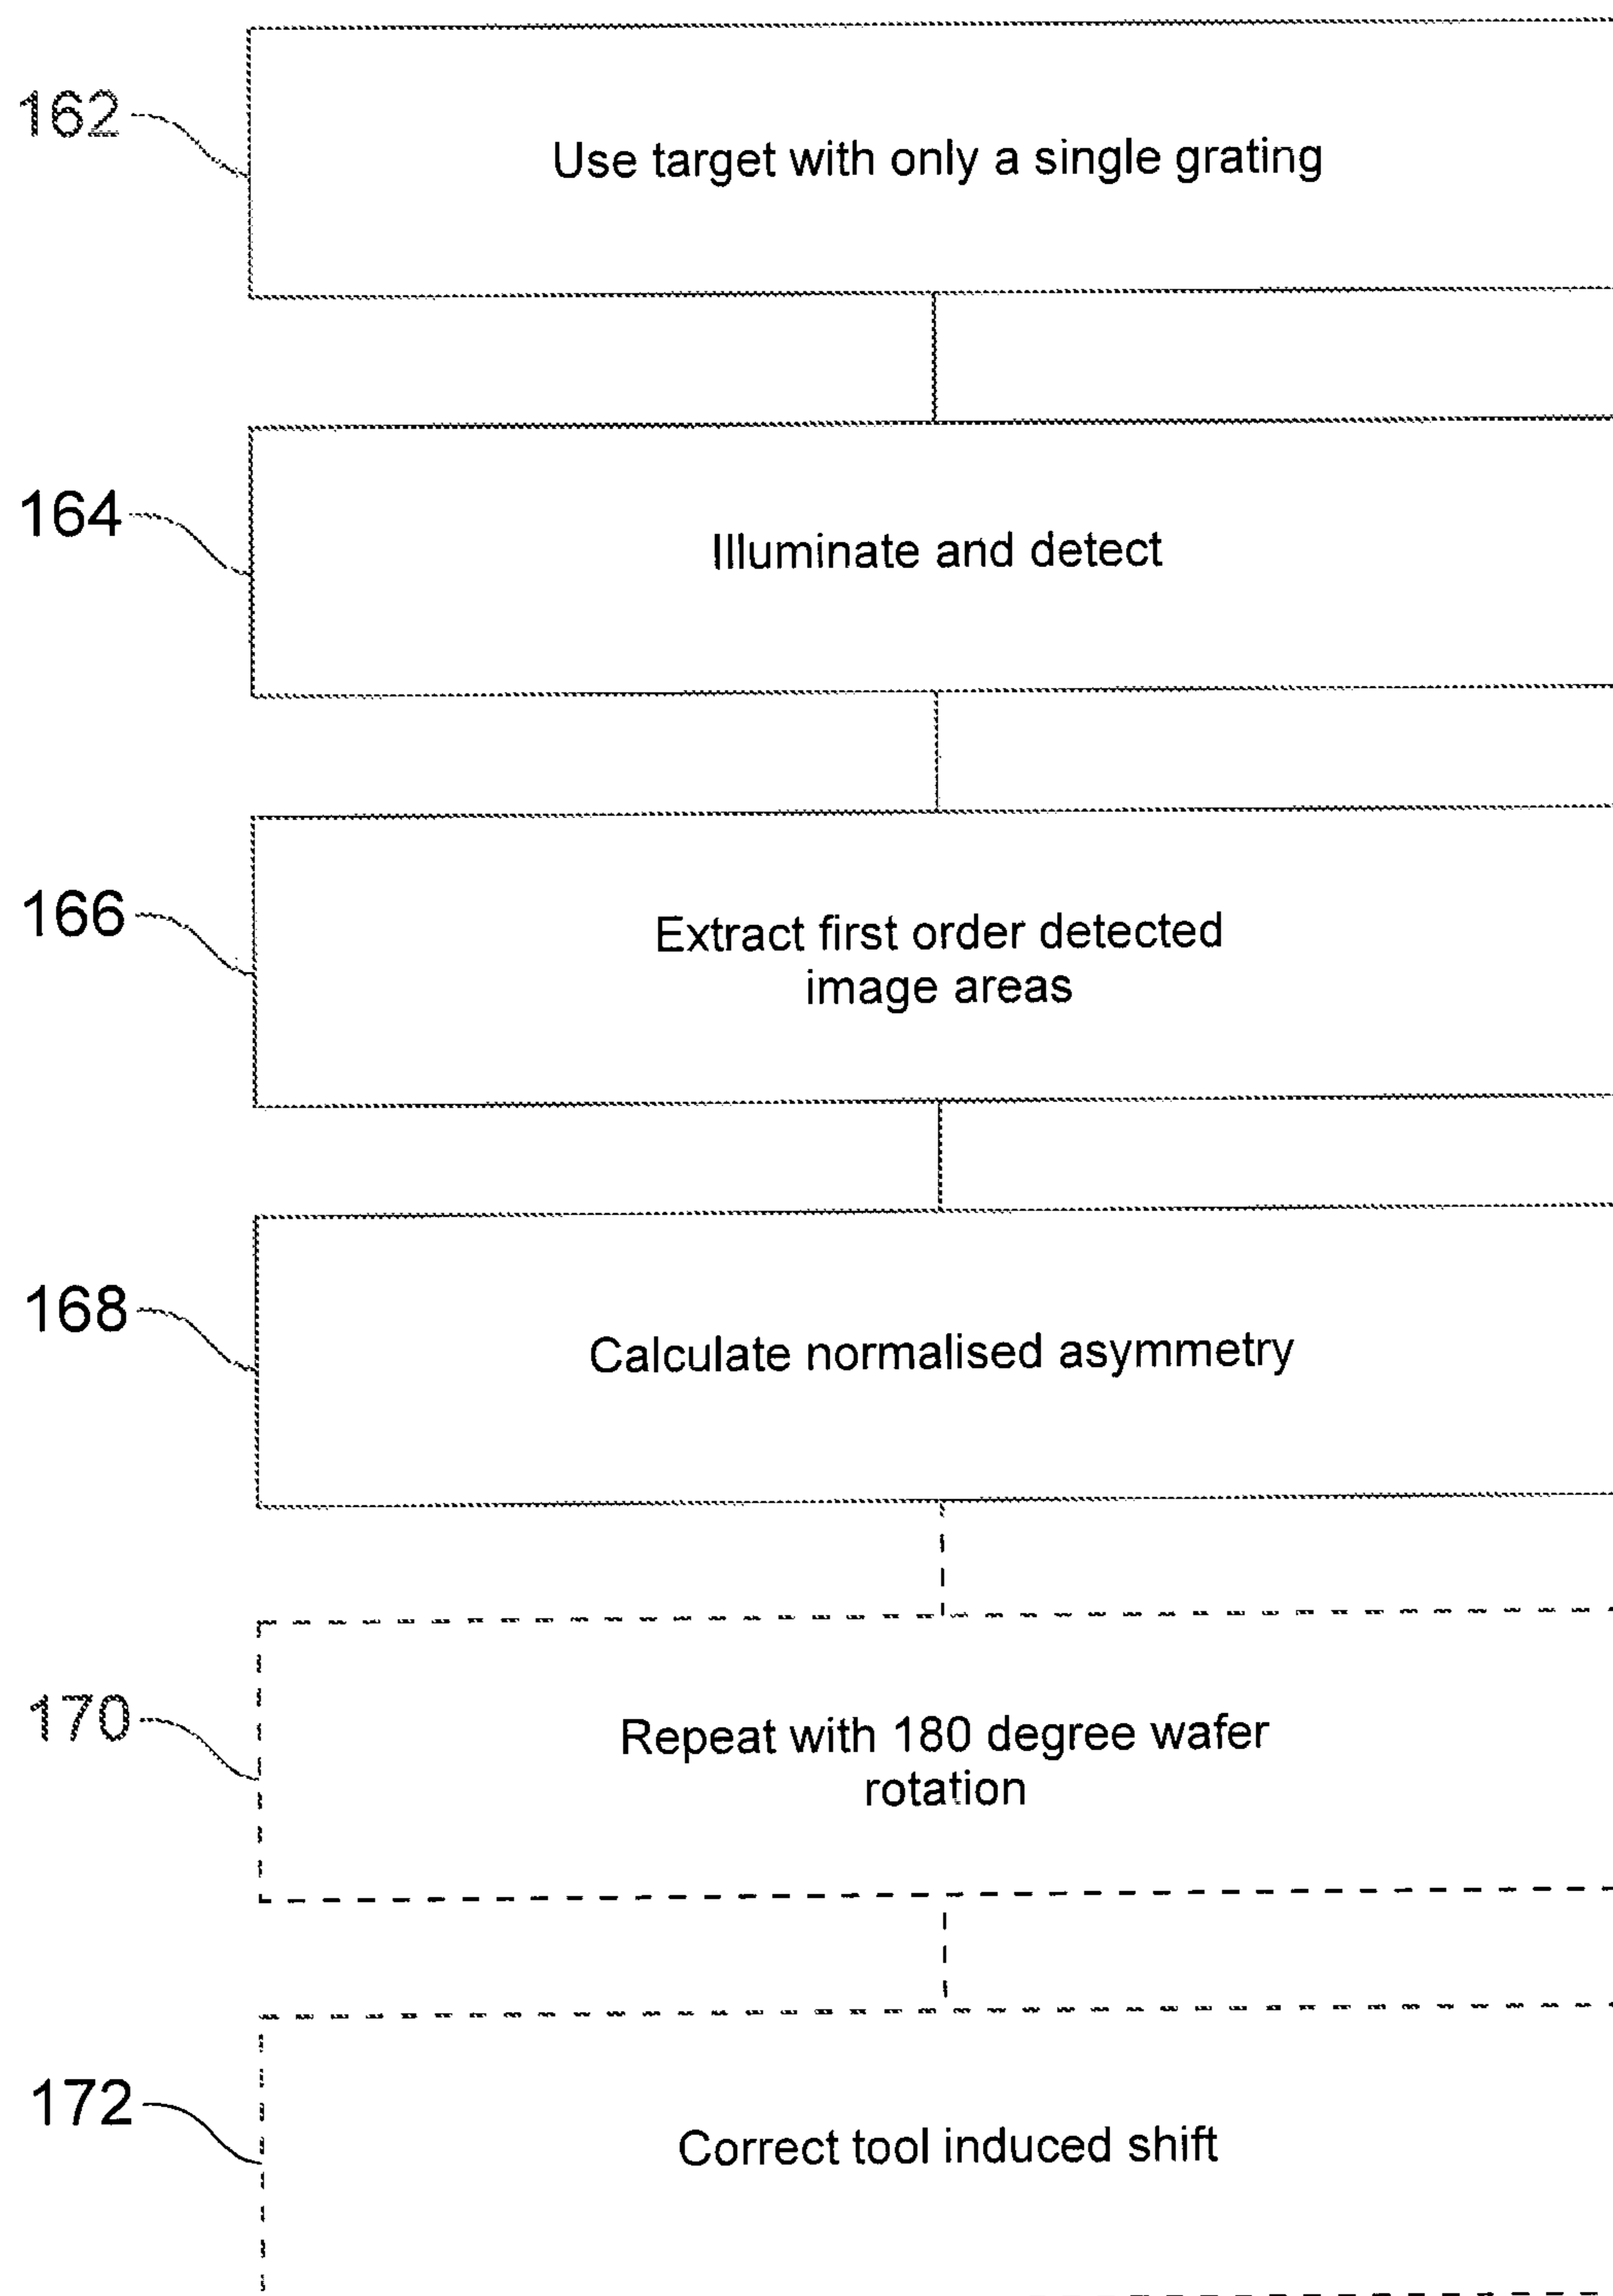 162
Use target with only a single grating
164
Illuminate and detect
166
Extract first order detected
image areas
168
Calculate normalised asymmetry
170
Repeat with 180 degree wafer
rotation
172
Correct tool induced shift